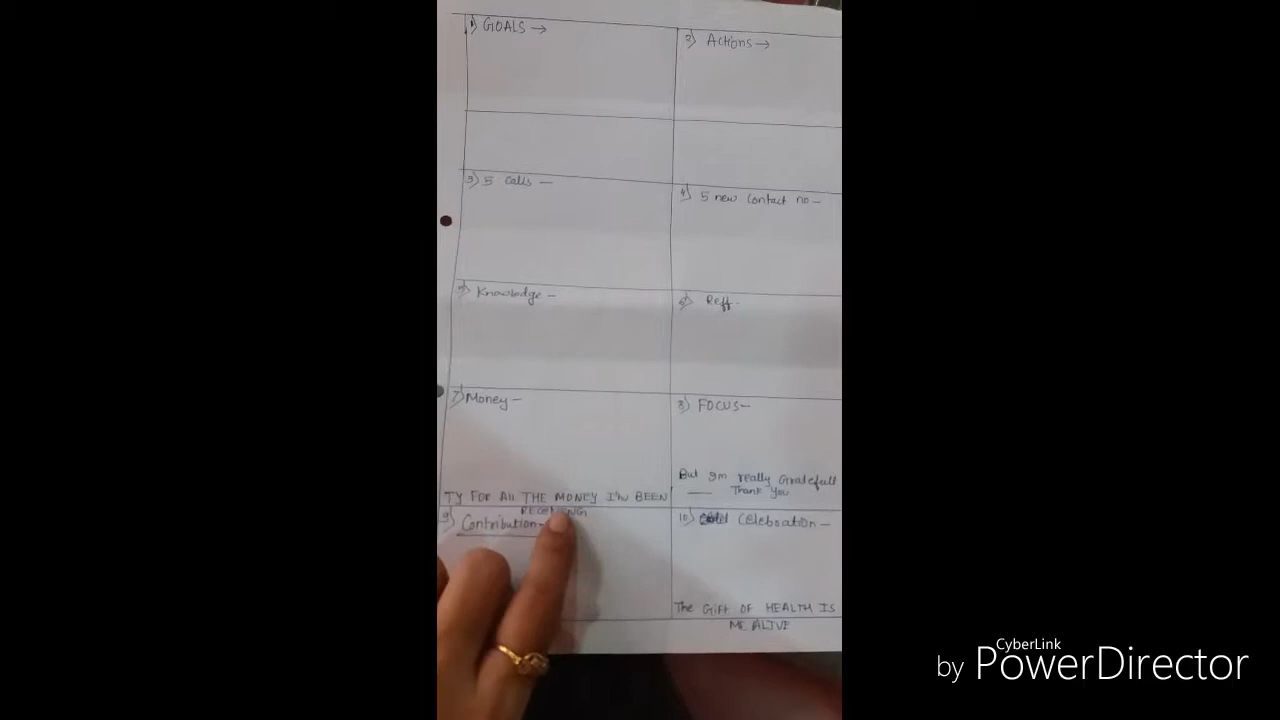 1) GOALS →
2) Actions →
3) 5 Calls —
4) 5 new Contact no —
5) Knowledge —
6) Reff.
7) Money —
8) FOCUS —
But Im really Gratefull
— Thank You
TY FOR All THE MONEY I'W BEEN
9) Contribution —
10) Celebration —
The GIFT OF HEALTH IS
ME ALIVE
CyberLink
by PowerDirector